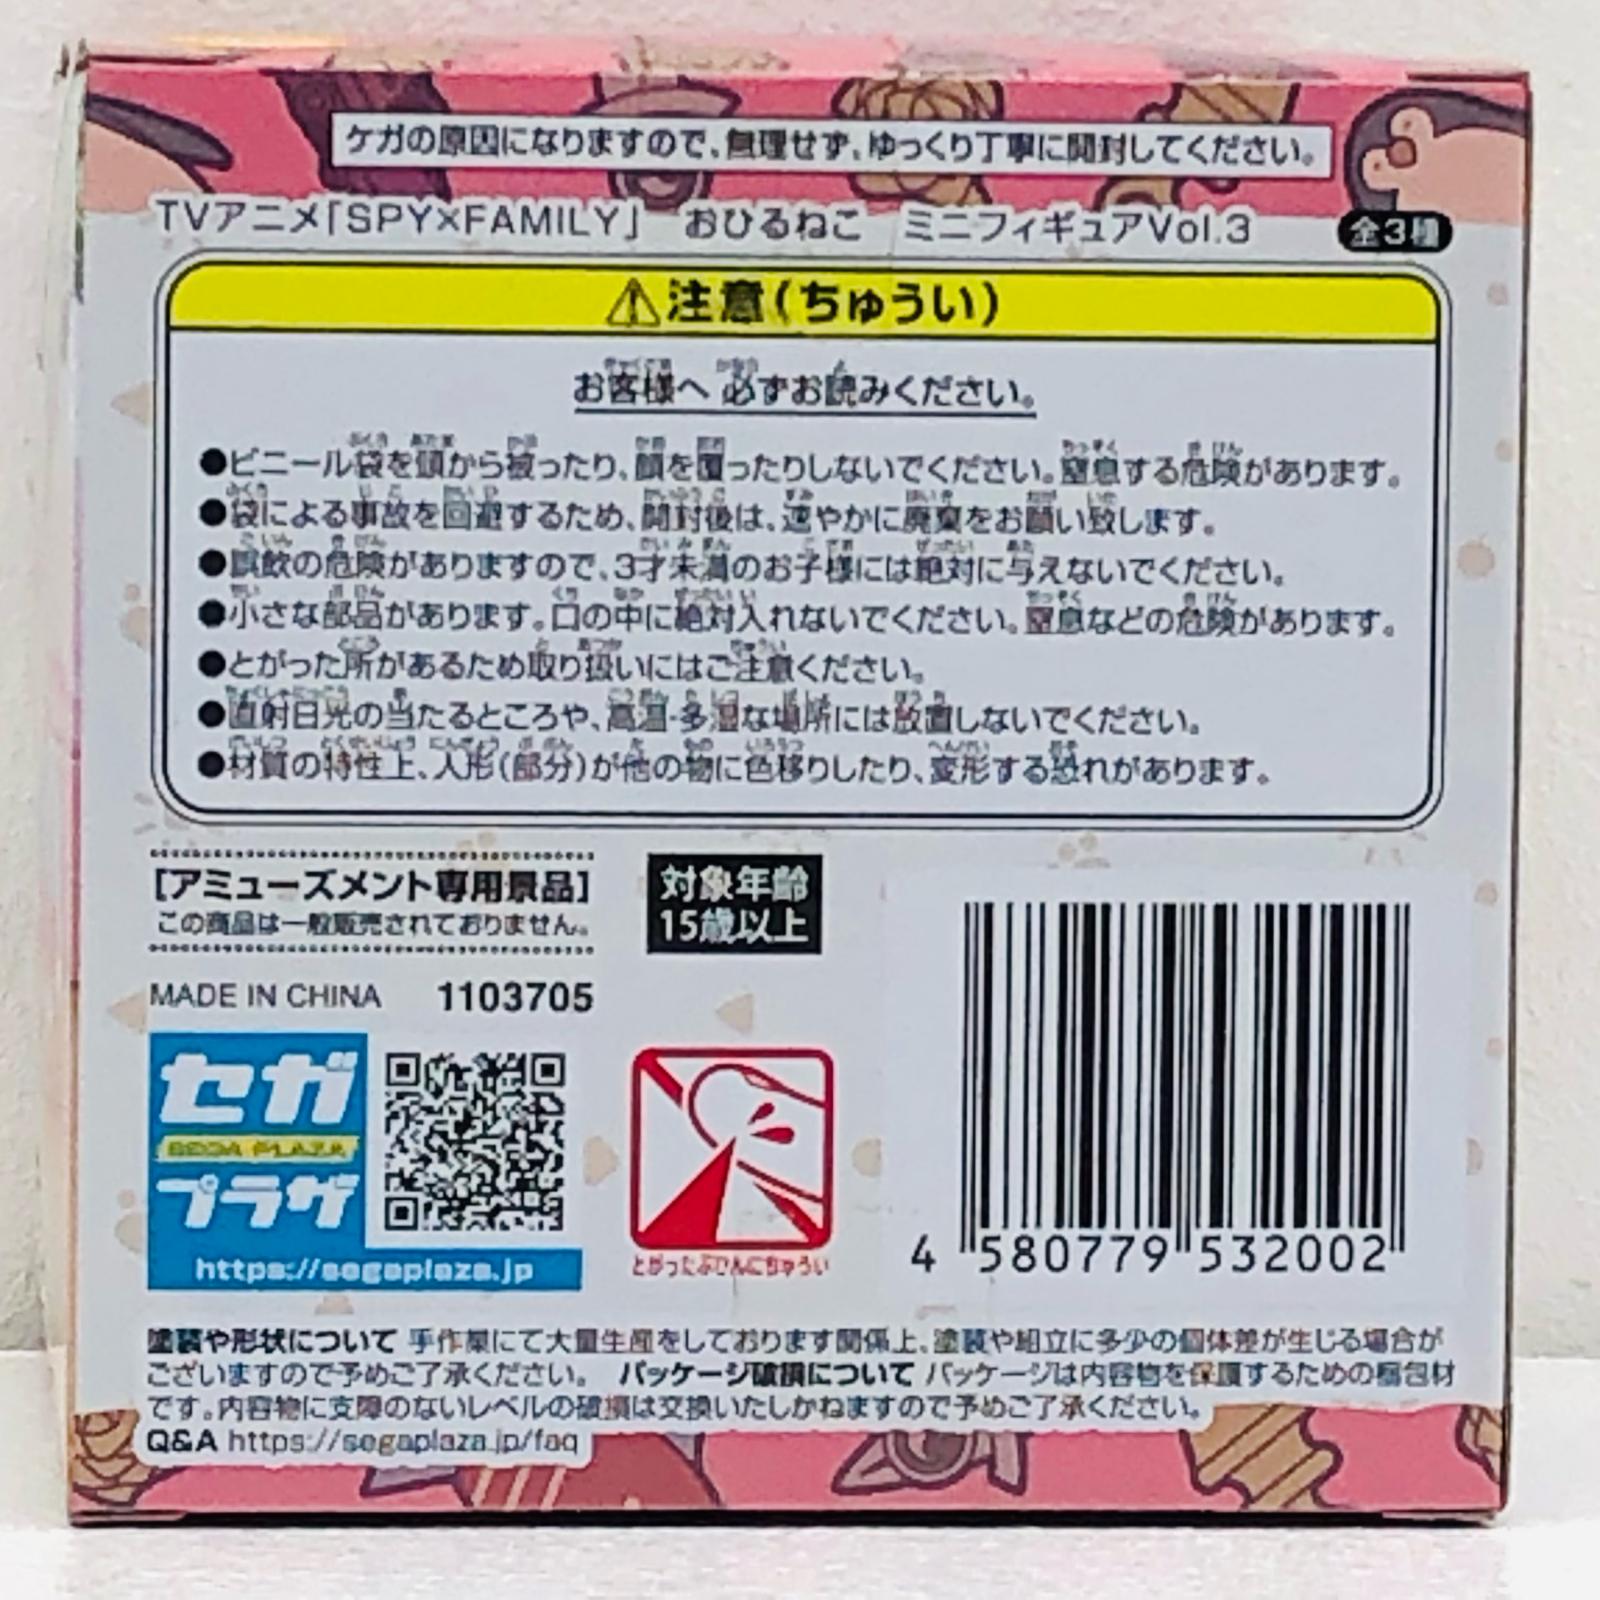 ケガの原因になりますので、無理せず、ゆっくり丁寧に開封してください。
TVアニメ「SPY×FAMILY」 おひるねこ ミニフィギュアVol.3 全3種
⚠注意(ちゅうい)
お客様へ 必ずお読みください。
●ビニール袋を頭から被ったり、顔を覆ったりしないでください。窒息する危険があります。
●袋による事故を回避するため、開封後は、速やかに廃棄をお願い致します。
●誤飲の危険がありますので、3才未満のお子様には絶対に与えないでください。
●小さな部品があります。口の中に絶対入れないでください。窒息などの危険があります。
●とがった所があるため取り扱いにはご注意ください。
●直射日光の当たるところや、高温・多湿な場所には放置しないでください。
●材質の特性上、人形(部分)が他の物に色移りしたり、変形する恐れがあります。
[アミューズメント専用景品]
この商品は一般販売されておりません。
対象年齢
15歳以上
MADE IN CHINA 1103705
セガ
SEGA PLAZA
プラザ
https://segaplaza.jp
とがったぶひんにちゅうい
4 580779 532002
塗装や形状について 手作業にて大量生産をしております関係上、塗装や組立に多少の個体差が生じる場合が
ございますので予めご了承ください。 パッケージ破損について パッケージは内容物を保護するための梱包材
です。内容物に支障のないレベルの破損は交換いたしかねますので予めご了承ください。
Q&A https://segaplaza.jp/faq